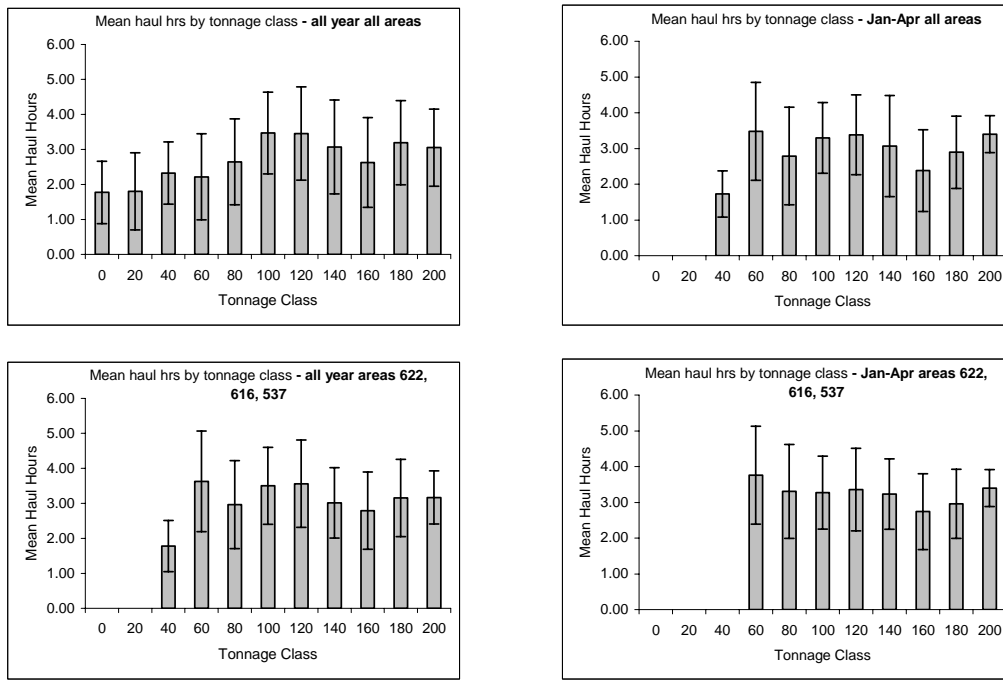 Mean haul hrs by tonnage class - all year all areas
6.00
5.00
4.00
3.00
2.00
1.00
0.00
Mean Haul Hours
0 20 40 60 80 100 120 140 160 180 200
Tonnage Class
Mean haul hrs by tonnage class - Jan-Apr all areas
6.00
5.00
4.00
3.00
2.00
1.00
0.00
Mean Haul Hours
0 20 40 60 80 100 120 140 160 180 200
Tonnage Class
Mean haul hrs by tonnage class - all year areas 622,
616, 537
6.00
5.00
4.00
3.00
2.00
1.00
0.00
Mean Haul Hours
0 20 40 60 80 100 120 140 160 180 200
Tonnage Class
Mean haul hrs by tonnage class - Jan-Apr areas 622,
616, 537
6.00
5.00
4.00
3.00
2.00
1.00
0.00
Mean Haul Hours
0 20 40 60 80 100 120 140 160 180 200
Tonnage Class